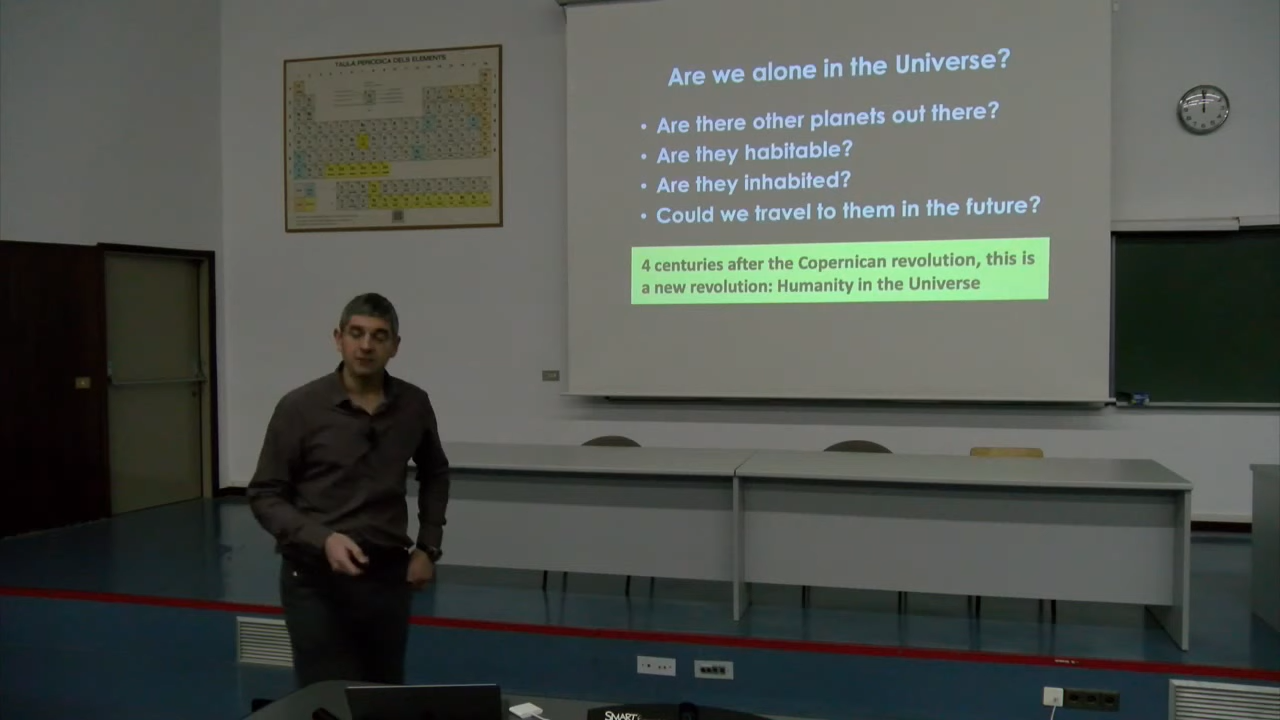 TAULA PERIÒDICA DELS ELEMENTS
Are we alone in the Universe?
• Are there other planets out there?
• Are they habitable?
• Are they inhabited?
• Could we travel to them in the future?
4 centuries after the Copernican revolution, this is
a new revolution: Humanity in the Universe
SMART